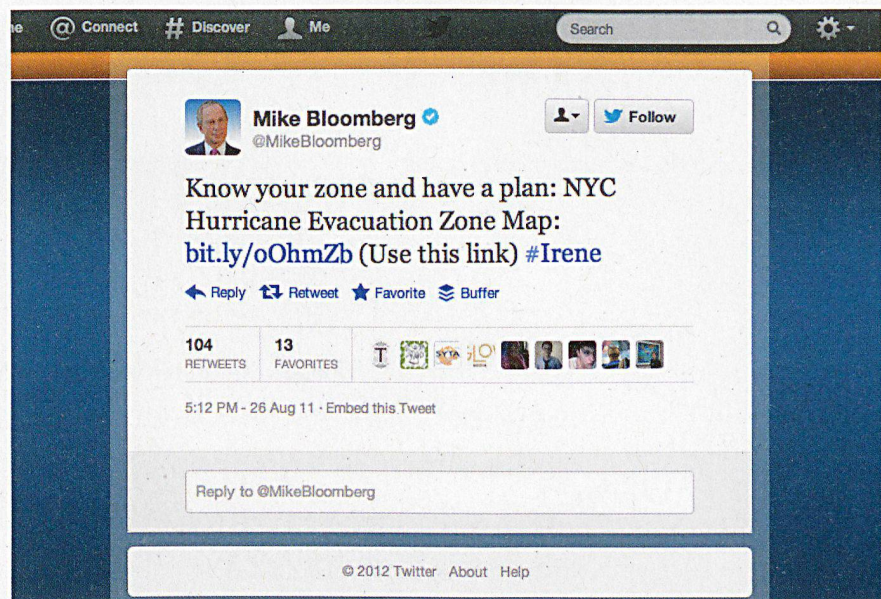 e @ Connect # Discover Me Search
Mike Bloomberg Follow
@MikeBloomberg
Know your zone and have a plan: NYC
Hurricane Evacuation Zone Map:
bit.ly/oOhmZb (Use this link) #Irene
Reply Retweet Favorite Buffer
104 13
RETWEETS FAVORITES
T SYTA
5:12 PM - 26 Aug 11 · Embed this Tweet
Reply to @MikeBloomberg
© 2012 Twitter About Help